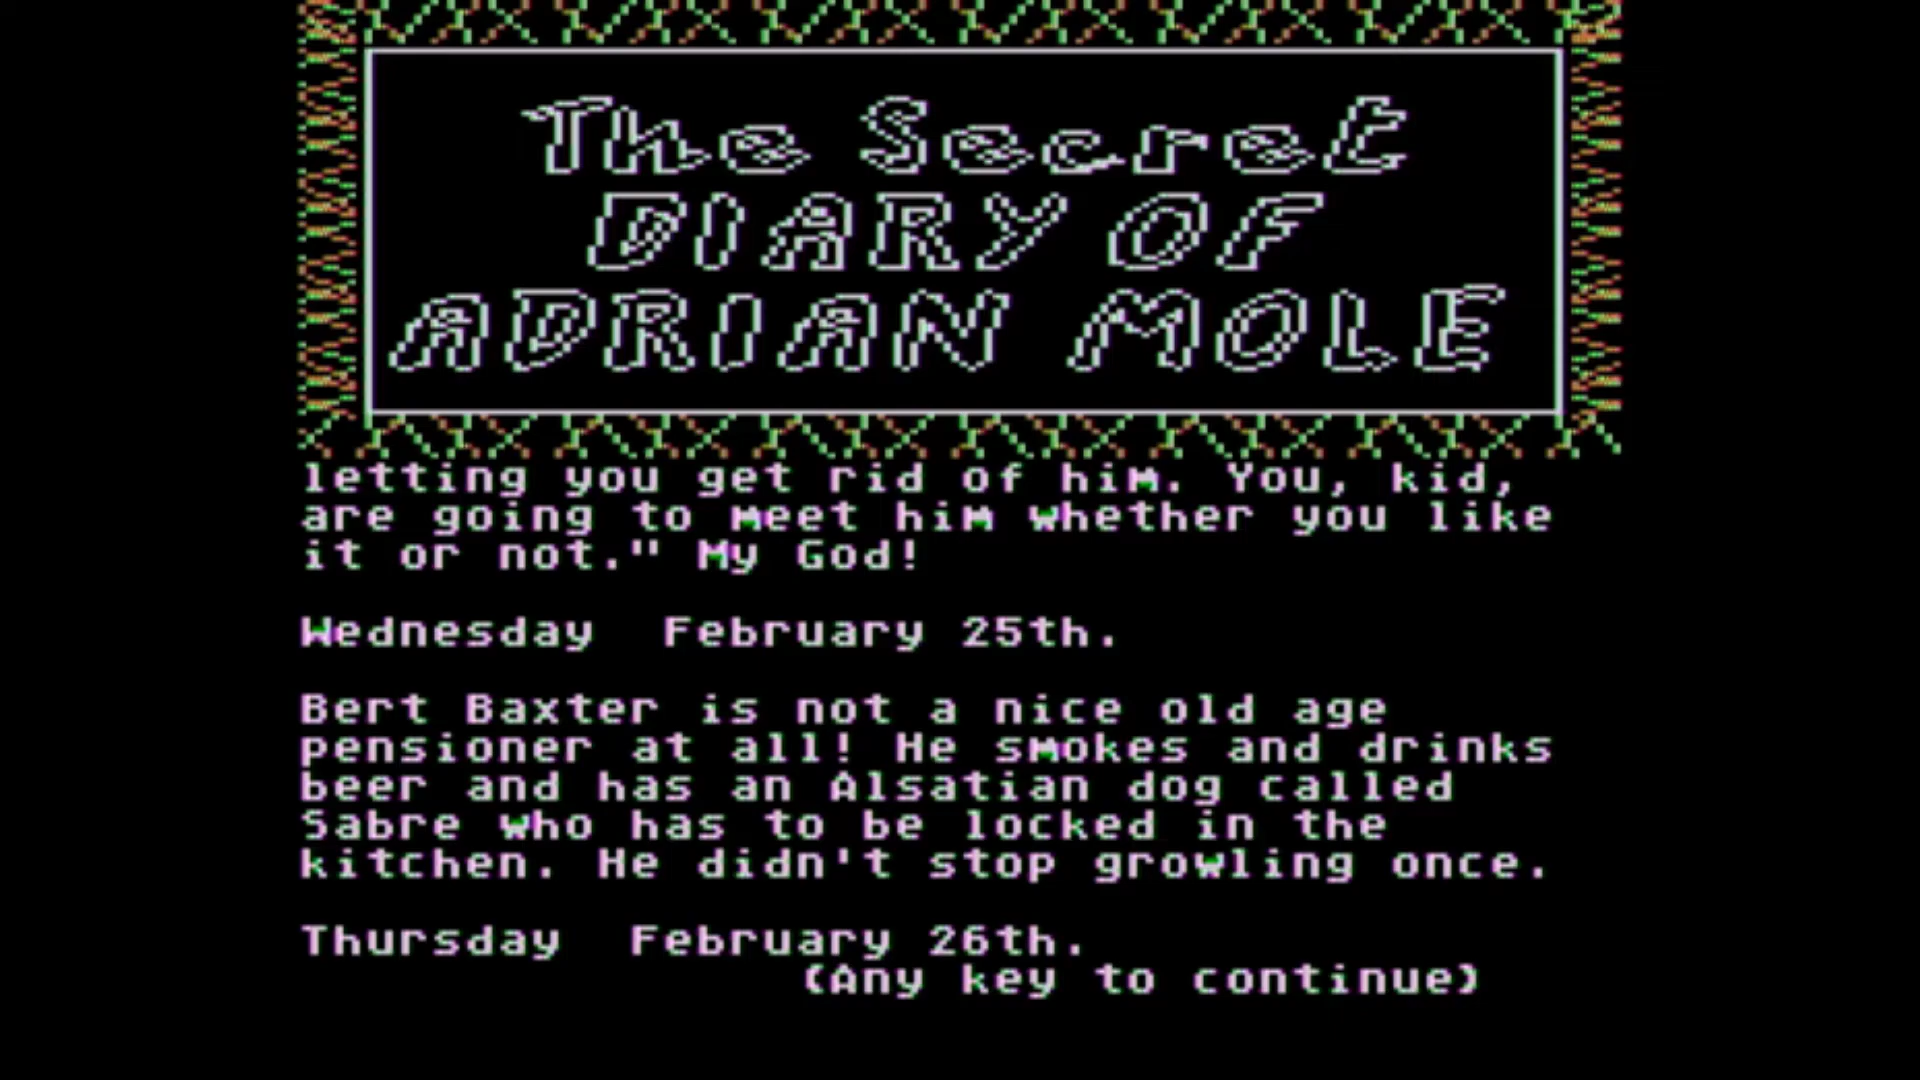 The Secret
DIARY OF
ADRIAN MOLE
letting you get rid of him. You, kid,
are going to meet him whether you like
it or not." My God!
Wednesday February 25th.
Bert Baxter is not a nice old age
pensioner at all! He smokes and drinks
beer and has an Alsatian dog called
Sabre who has to be locked in the
kitchen. He didn't stop growling once.
Thursday February 26th.
(Any key to continue)